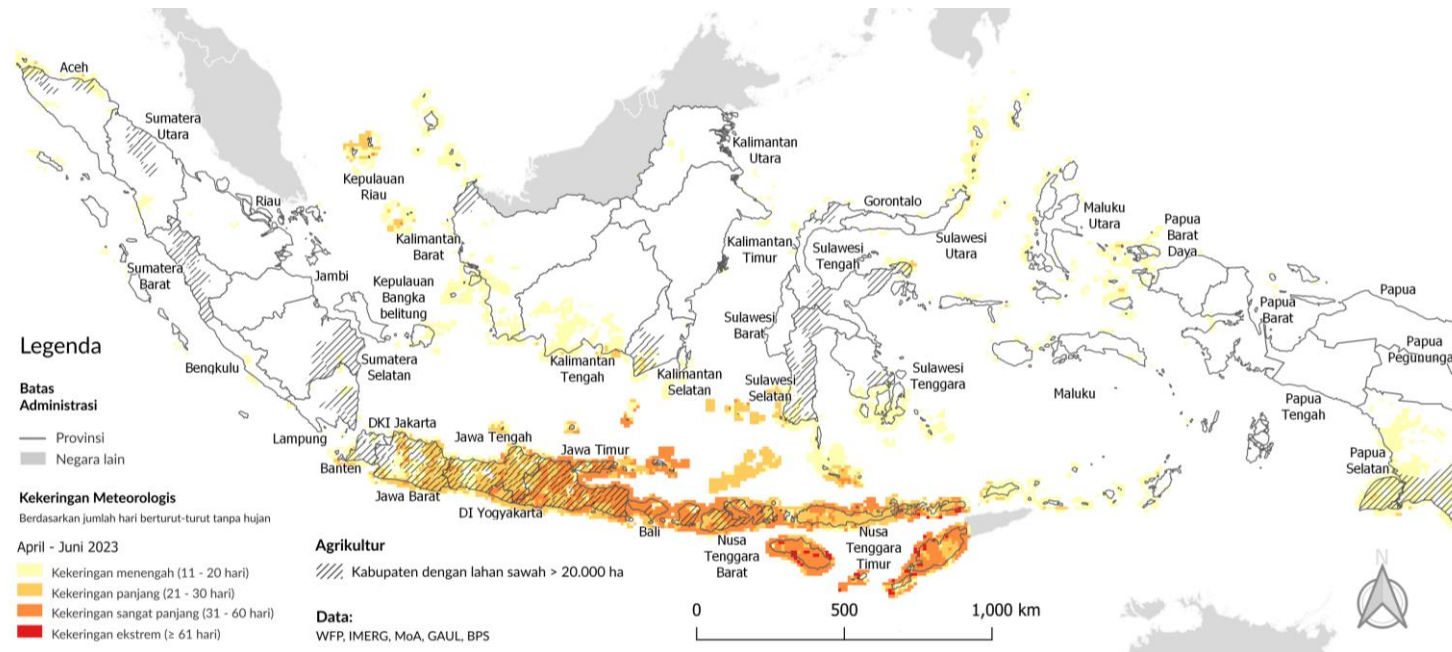 Aceh
Sumatera
Utara
Kepulauan
Riau
Riau
Kalimantan
Utara
Gorontalo
Maluku
Utara
Papua
Barat
Daya
Kalimantan
Barat
Kalimantan
Timur
Sulawesi
Tengah
Sulawesi
Utara
Sumatera
Barat
Jambi
Kepulauan
Bangka
belitung
Sulawesi
Barat
Papua
Barat
Papua
Papua
Pegununga
Bengkulu
Sumatera
Selatan
Kalimantan
Tengah
Kalimantan
Selatan
Sulawesi
Selatan
Sulawesi
Tenggara
Maluku
Papua
Tengah
Lampung
DKI Jakarta
Jawa Tengah
Jawa Timur
Banten
Jawa Barat
DI Yogyakarta
Bali
Nusa
Tenggara
Barat
Nusa
Tenggara
Timur
Papua
Selatan
Legenda
Batas
Administrasi
Provinsi
Negara lain
Kekeringan Meteorologis
Berdasarkan jumlah hari berturut-turut tanpa hujan
April - Juni 2023
Kekeringan menengah (11 - 20 hari)
Kekeringan panjang (21 - 30 hari)
Kekeringan sangat panjang (31 - 60 hari)
Kekeringan ekstrem (≥ 61 hari)
Agrikultur
Kabupaten dengan lahan sawah > 20.000 ha
Data:
WFP, IMERG, MoA, GAUL, BPS
0 500 1,000 km
N